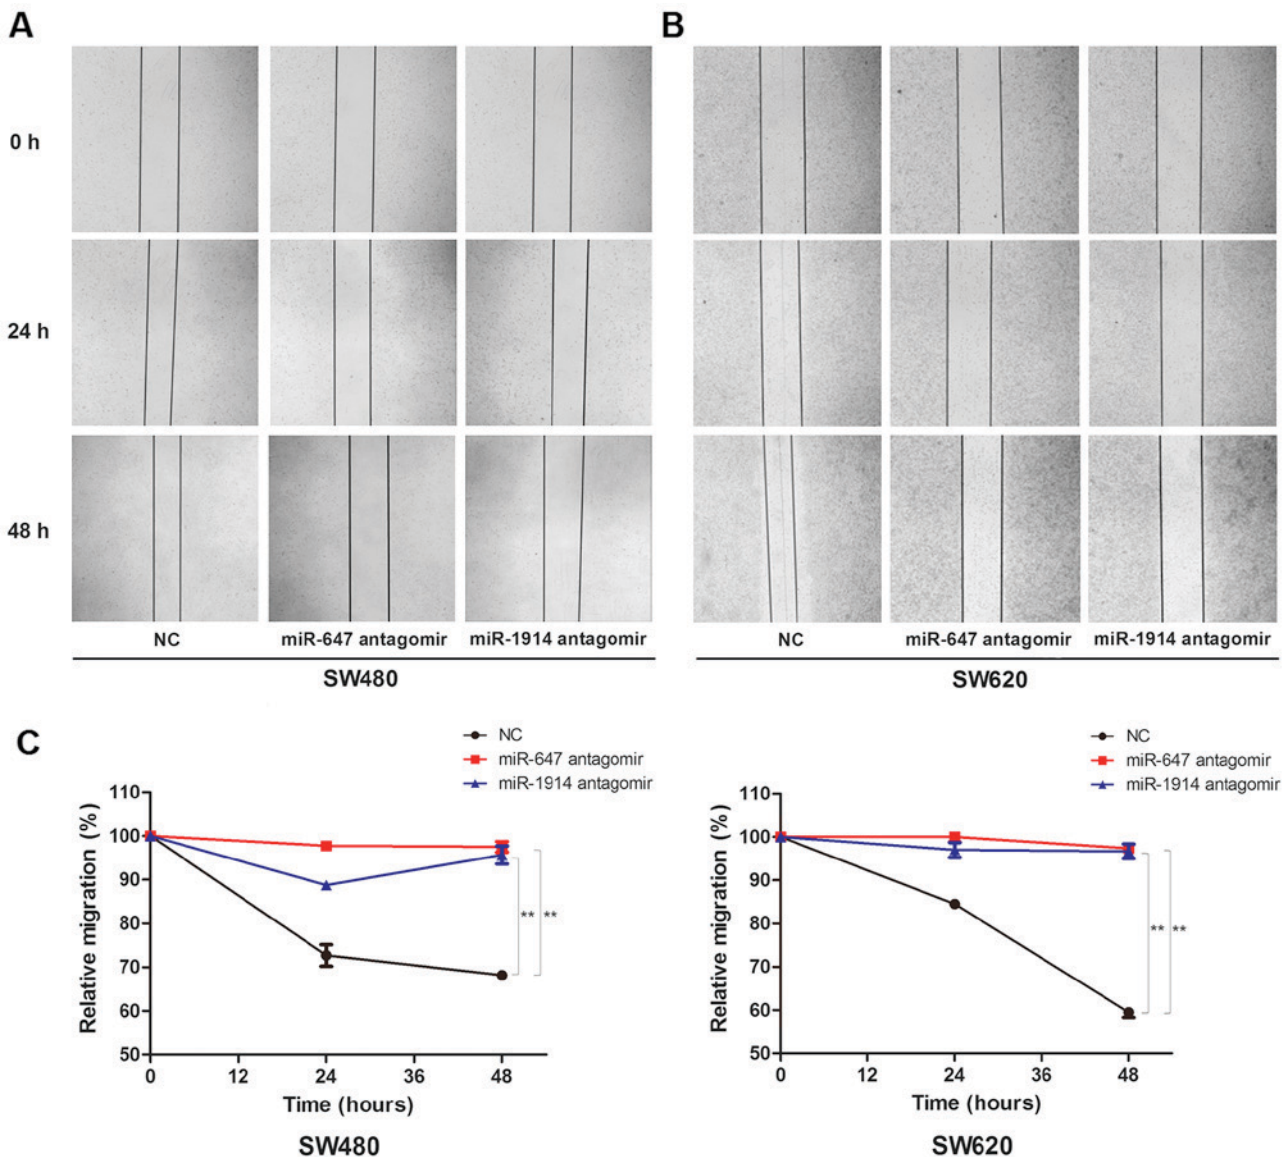 A
B
0 h
24 h
48 h
NC
miR-647 antagomir
miR-1914 antagomir
SW480
NC
miR-647 antagomir
miR-1914 antagomir
SW620
C
NC
miR-647 antagomir
miR-1914 antagomir
Relative migration (%)
110
100
90
80
70
60
50
0
12
24
36
48
** **
Time (hours)
SW480
NC
miR-647 antagomir
miR-1914 antagomir
Relative migration (%)
110
100
90
80
70
60
50
0
12
24
36
48
** **
Time (hours)
SW620